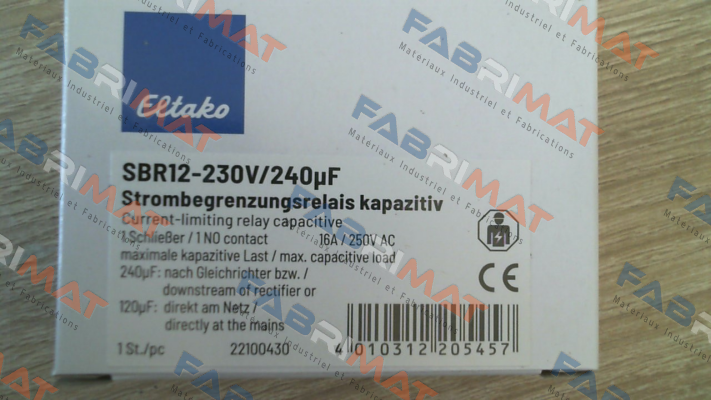 Eltako
SBR12-230V/240µF
Strombegrenzungsrelais kapazitiv
Current-limiting relay capacitive
1 Schließer / 1 NO contact 16A / 250V AC
maximale kapazitive Last / max. capacitive load
240µF: nach Gleichrichter bzw. /
downstream of rectifier or
120µF: direkt am Netz /
directly at the mains
1 St./pc 22100430 4 010312 205457
CE
FABRIMAT
Materiaux Industriel et Fabrications